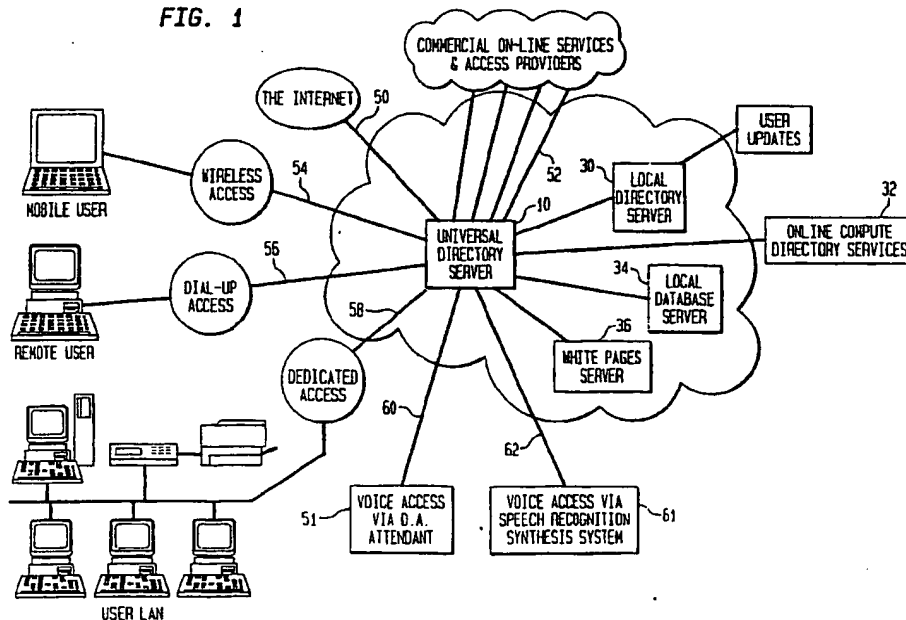 FIG. 1
COMMERCIAL ON-LINE SERVICES
& ACCESS PROVIDERS
THE INTERNET
50
52
USER
UPDATES
30
LOCAL
DIRECTORY
SERVER
MOBILE USER
WIRELESS
ACCESS
54
10
UNIVERSAL
DIRECTORY
SERVER
32
ONLINE COMPUTE
DIRECTORY SERVICES
REMOTE USER
DIAL-UP
ACCESS
56
34
LOCAL
DATABASE
SERVER
58
36
WHITE PAGES
SERVER
DEDICATED
ACCESS
60
62
51
VOICE ACCESS
VIA D.A.
ATTENDANT
VOICE ACCESS VIA
SPEECH RECOGNITION
SYNTHESIS SYSTEM
61
USER LAN